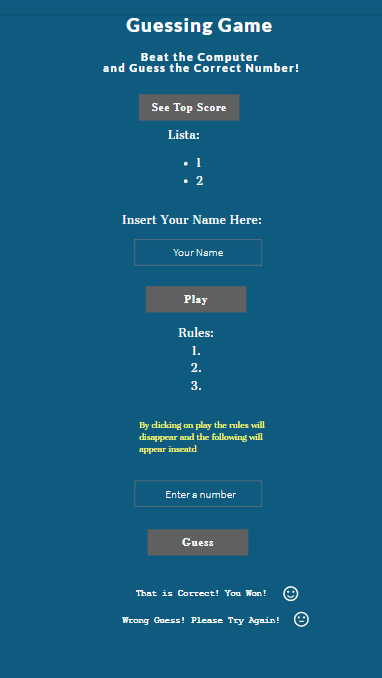 Guessing Game
Beat the Computer
and Guess the Correct Number!
See Top Score
Lista:
• 1
• 2
Insert Your Name Here:
Your Name
Play
Rules:
1.
2.
3.
By clicking on play the rules will
disappear and the following will
appear inseatd
Enter a number
Guess
That is Correct! You Won!
Wrong Guess! Please Try Again!